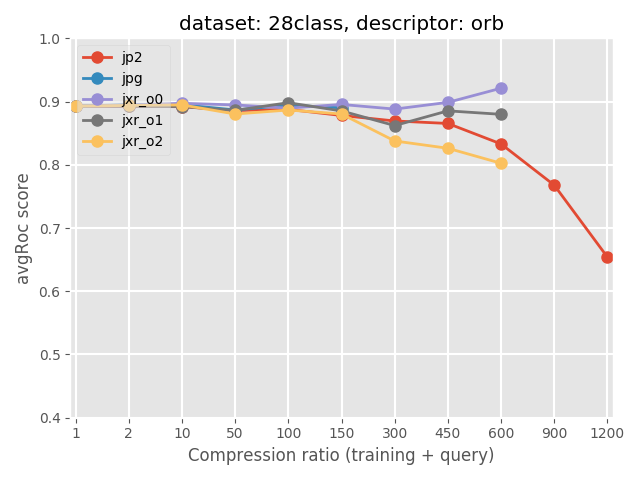 dataset: 28class, descriptor: orb
1.0
0.9
0.8
0.7
0.6
0.5
0.4
avgRoc score
jp2
jpg
jxr_o0
jxr_o1
jxr_o2
1 2 10 50 100 150 300 450 600 900 1200
Compression ratio (training + query)